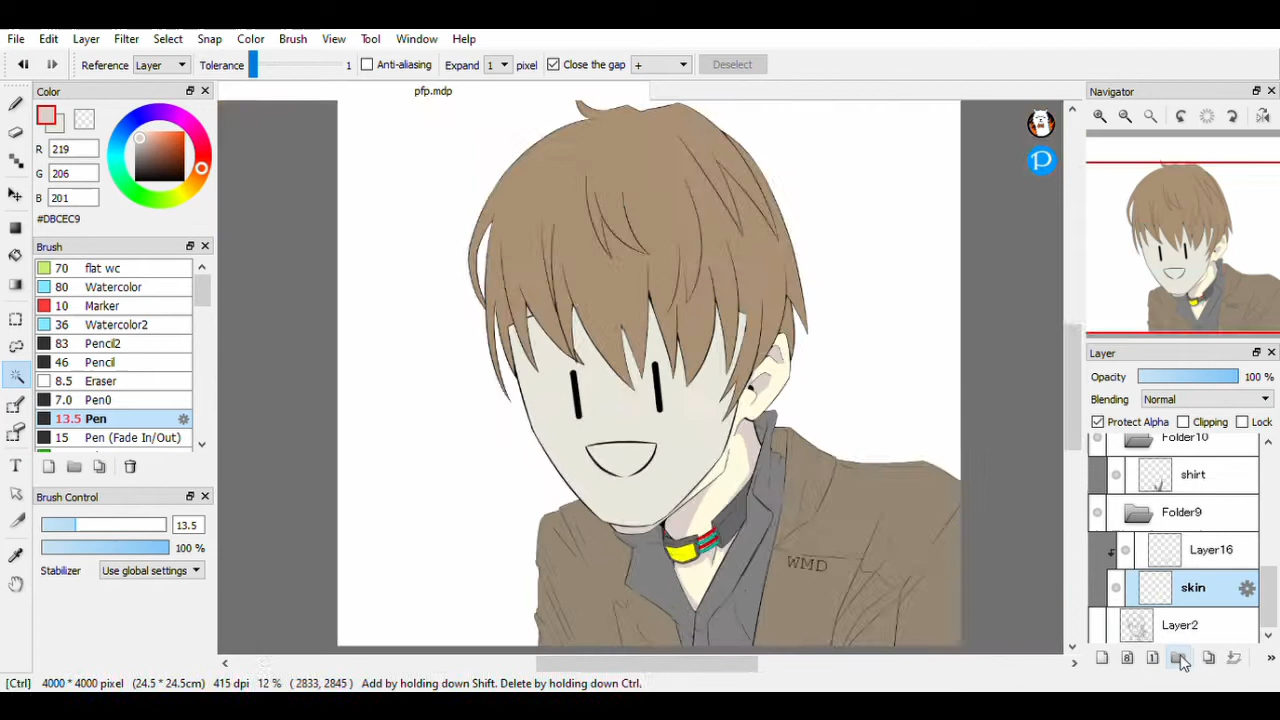 File Edit Layer Filter Select Snap Color Brush View Tool Window Help
Reference Layer Tolerance 1 Anti-aliasing Expand 1 pixel Close the gap + Deselect
Color
R 219
G 206
B 201
#DBCEC9
Brush
70 flat wc
80 Watercolor
10 Marker
36 Watercolor2
83 Pencil2
46 Pencil
8.5 Eraser
7.0 Pen0
13.5 Pen
15 Pen (Fade In/Out)
Brush Control
13.5
100 %
Stabilizer Use global settings
pfp.mdp
WMD
Navigator
Layer
Opacity 100 %
Blending Normal
Protect Alpha Clipping Lock
Folder10
shirt
Folder9
Layer16
skin
Layer2
[Ctrl] 4000 * 4000 pixel (24.5 * 24.5cm) 415 dpi 12 % ( 2833, 2845 ) Add by holding down Shift. Delete by holding down Ctrl.